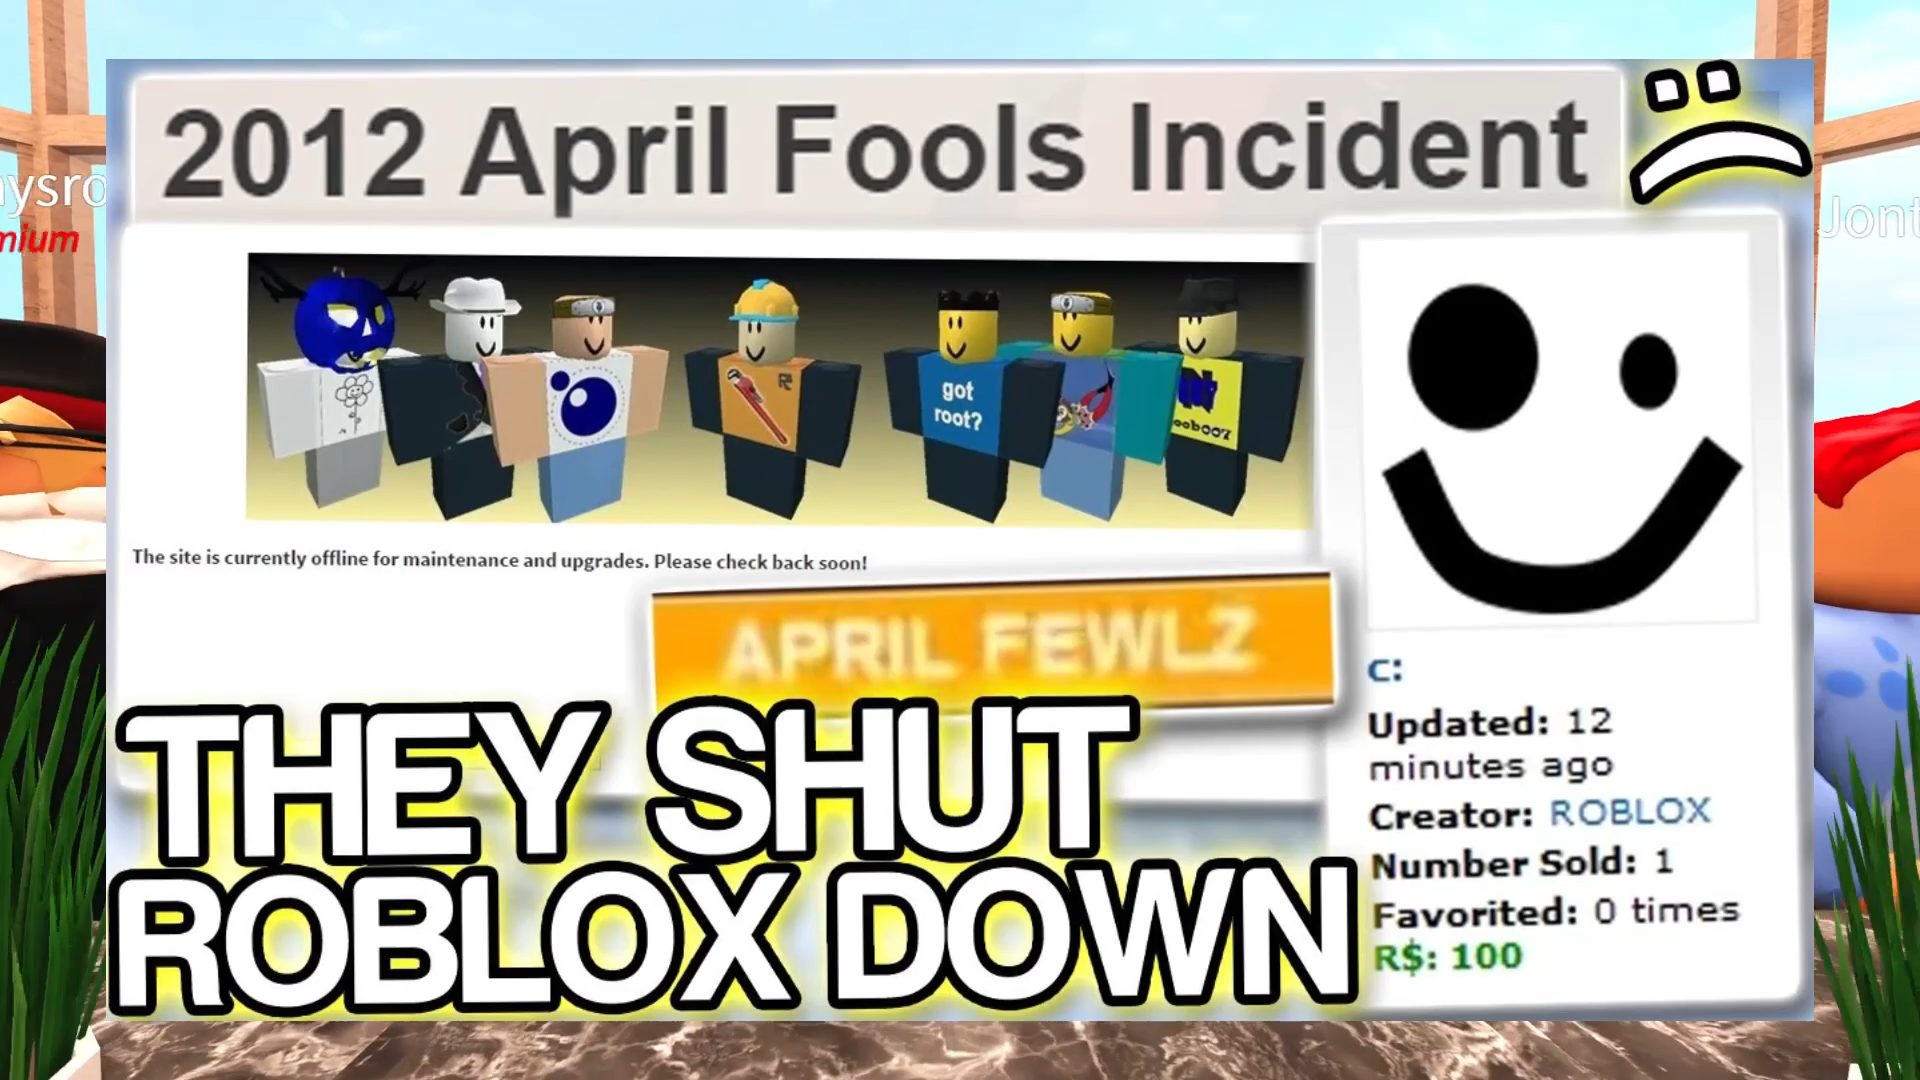 2012 April Fools Incident
mium
got
root?
The site is currently offline for maintenance and upgrades. Please check back soon!
APRIL FEWLZ
THEY SHUT
ROBLOX DOWN
c:
Updated: 12
minutes ago
Creator: ROBLOX
Number Sold: 1
Favorited: 0 times
R$: 100